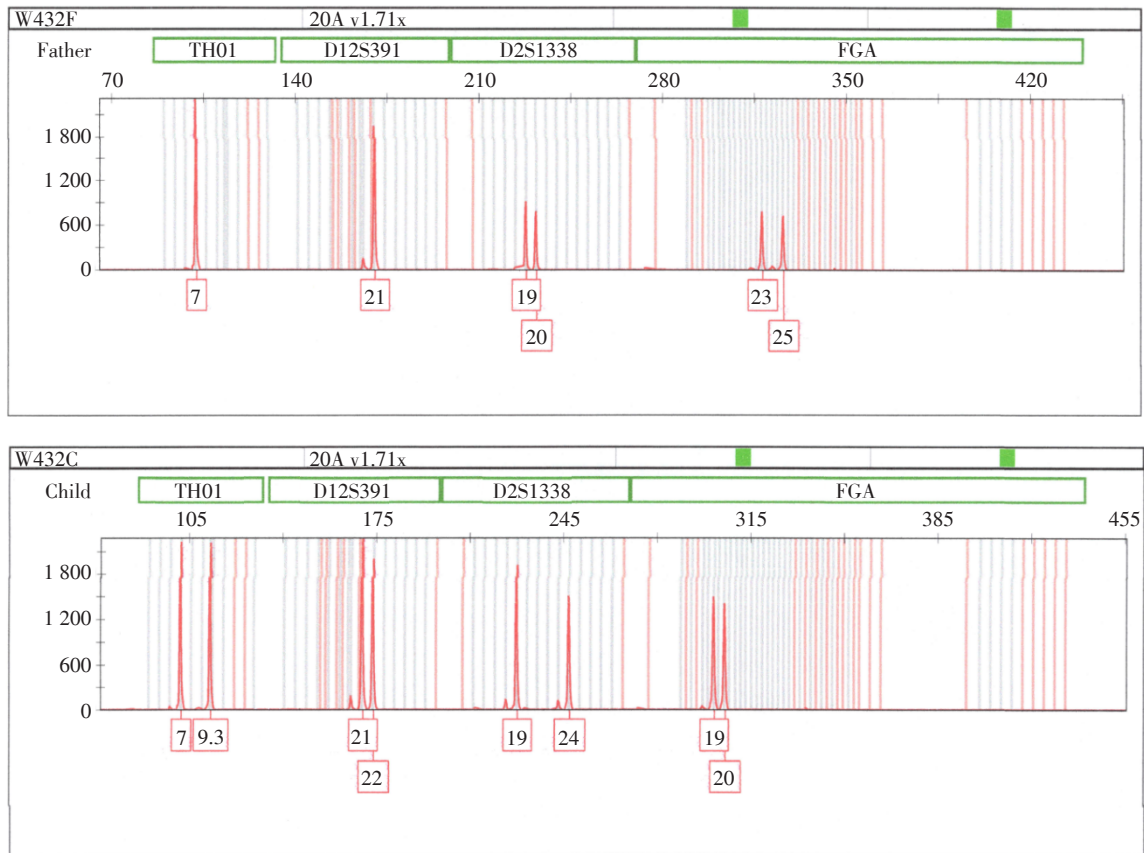 W432F 20A v1.71x
Father TH01 D12S391 D2S1338 FGA
70 140 210 280 350 420
1 800
1 200
600
0
7 21 19 23
20 25
W432C 20A v1.71x
Child TH01 D12S391 D2S1338 FGA
105 175 245 315 385 455
1 800
1 200
600
0
7 9.3 21 19 24 19
22 20